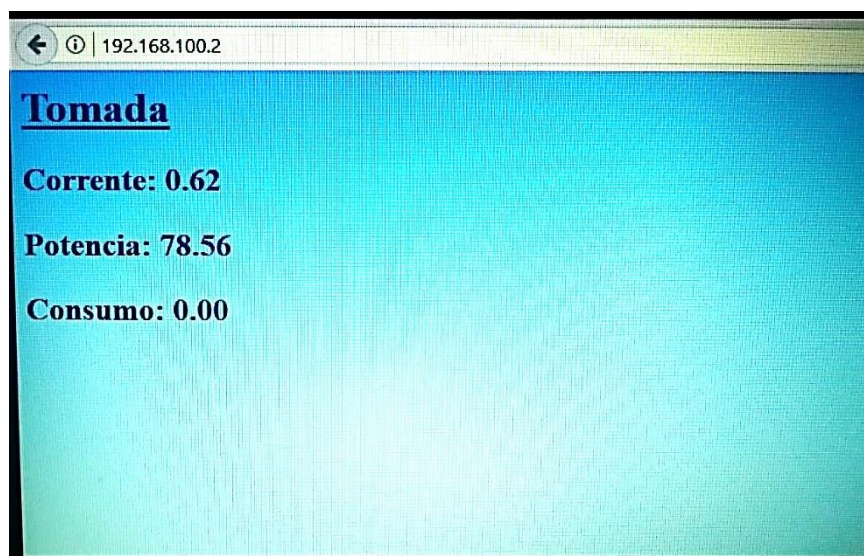 192.168.100.2
Tomada
Corrente: 0.62
Potencia: 78.56
Consumo: 0.00